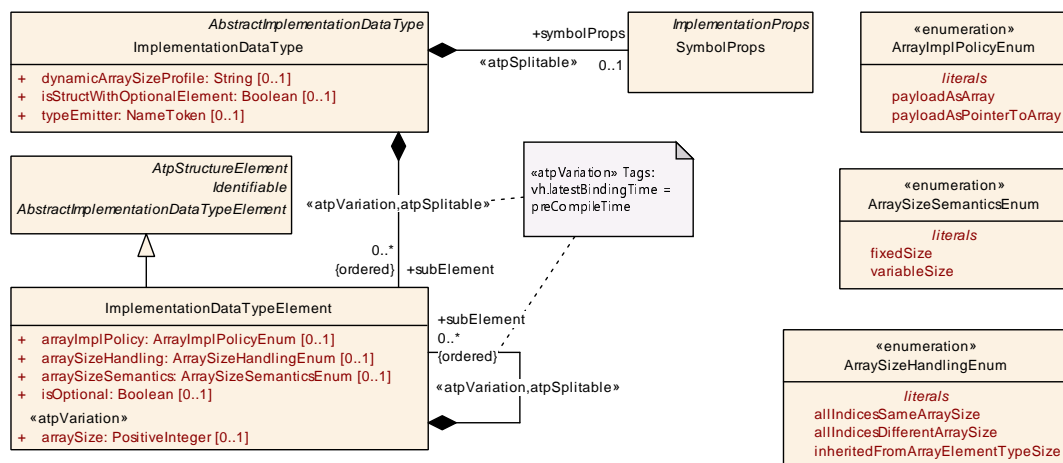 AbstractImplementationDataType
ImplementationDataType
+ dynamicArraySizeProfile: String [0..1]
+ isStructWithOptionalElement: Boolean [0..1]
+ typeEmitter: NameToken [0..1]
+symbolProps
«atpSplitable»
0..1
ImplementationProps
SymbolProps
«enumeration»
ArrayImplPolicyEnum
literals
payloadAsArray
payloadAsPointerToArray
AtpStructureElement
Identifiable
AbstractImplementationDataTypeElement
«atpVariation,atpSplitable»
0..*
{ordered}
+subElement
«atpVariation» Tags:
vh.latestBindingTime =
preCompileTime
«enumeration»
ArraySizeSemanticsEnum
literals
fixedSize
variableSize
ImplementationDataTypeElement
+ arrayImplPolicy: ArrayImplPolicyEnum [0..1]
+ arraySizeHandling: ArraySizeHandlingEnum [0..1]
+ arraySizeSemantics: ArraySizeSemanticsEnum [0..1]
+ isOptional: Boolean [0..1]
«atpVariation»
+ arraySize: PositiveInteger [0..1]
+subElement
0..*
{ordered}
«atpVariation,atpSplitable»
«enumeration»
ArraySizeHandlingEnum
literals
allIndicesSameArraySize
allIndicesDifferentArraySize
inheritedFromArrayElementTypeSize